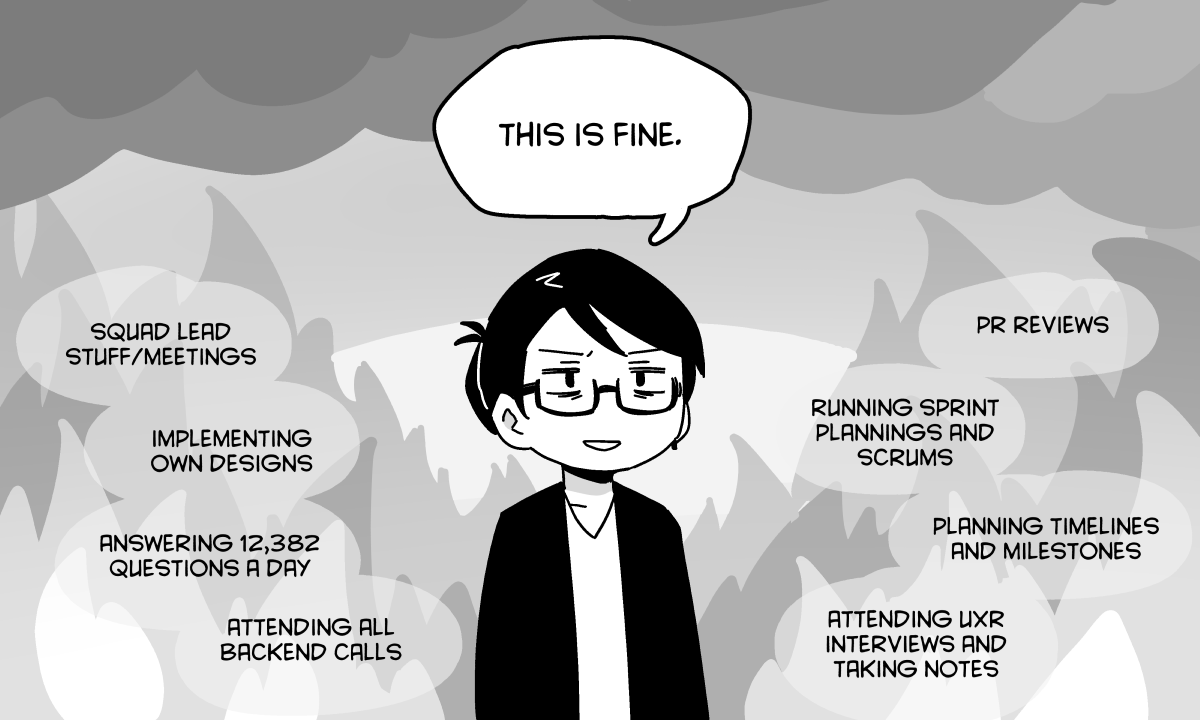 THIS IS FINE.
SQUAD LEAD
STUFF/MEETINGS
IMPLEMENTING
OWN DESIGNS
ANSWERING 12,382
QUESTIONS A DAY
ATTENDING ALL
BACKEND CALLS
PR REVIEWS
RUNNING SPRINT
PLANNINGS AND
SCRUMS
PLANNING TIMELINES
AND MILESTONES
ATTENDING UXR
INTERVIEWS AND
TAKING NOTES